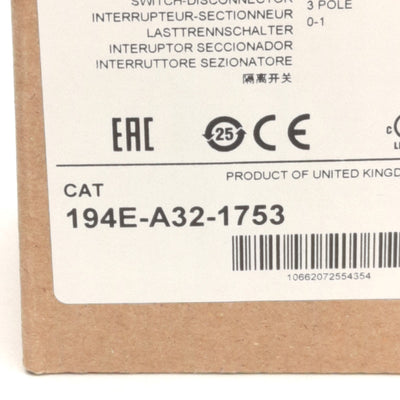 SWITCH-DISCONNECTOR
INTERRUPTEUR-SECTIONNEUR
LASTTRENNSCHALTER
INTERRUPTOR SECCIONADOR
INTERRUTTORE SEZIONATORE
隔离开关
3 POLE
0-1
EAC 25 CE
PRODUCT OF UNITED KINGD
CAT
194E-A32-1753
10662072554354